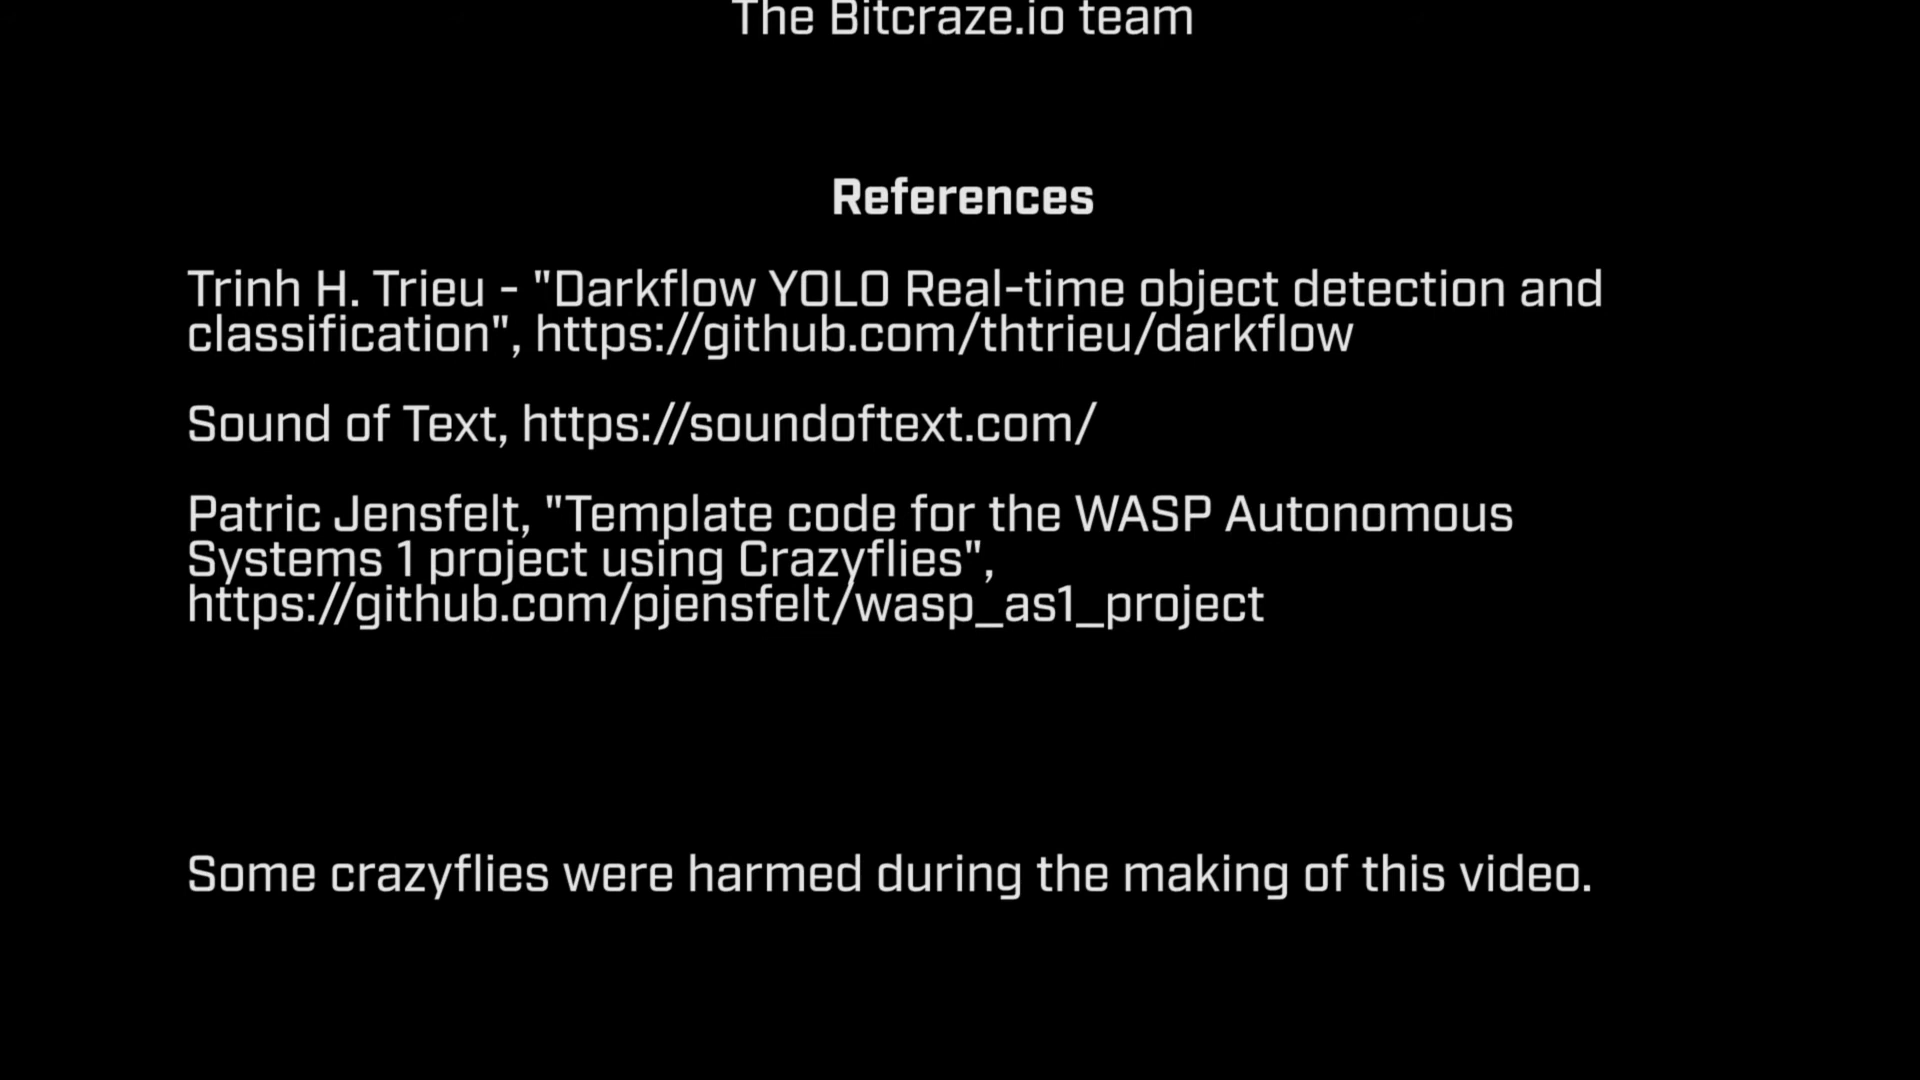 The Bitcraze.io team
References
Trinh H. Trieu - "Darkflow YOLO Real-time object detection and
classification", https://github.com/thtrieu/darkflow
Sound of Text, https://soundoftext.com/
Patric Jensfelt, "Template code for the WASP Autonomous
Systems 1 project using Crazyflies",
https://github.com/pjensfelt/wasp_as1_project
Some crazyflies were harmed during the making of this video.